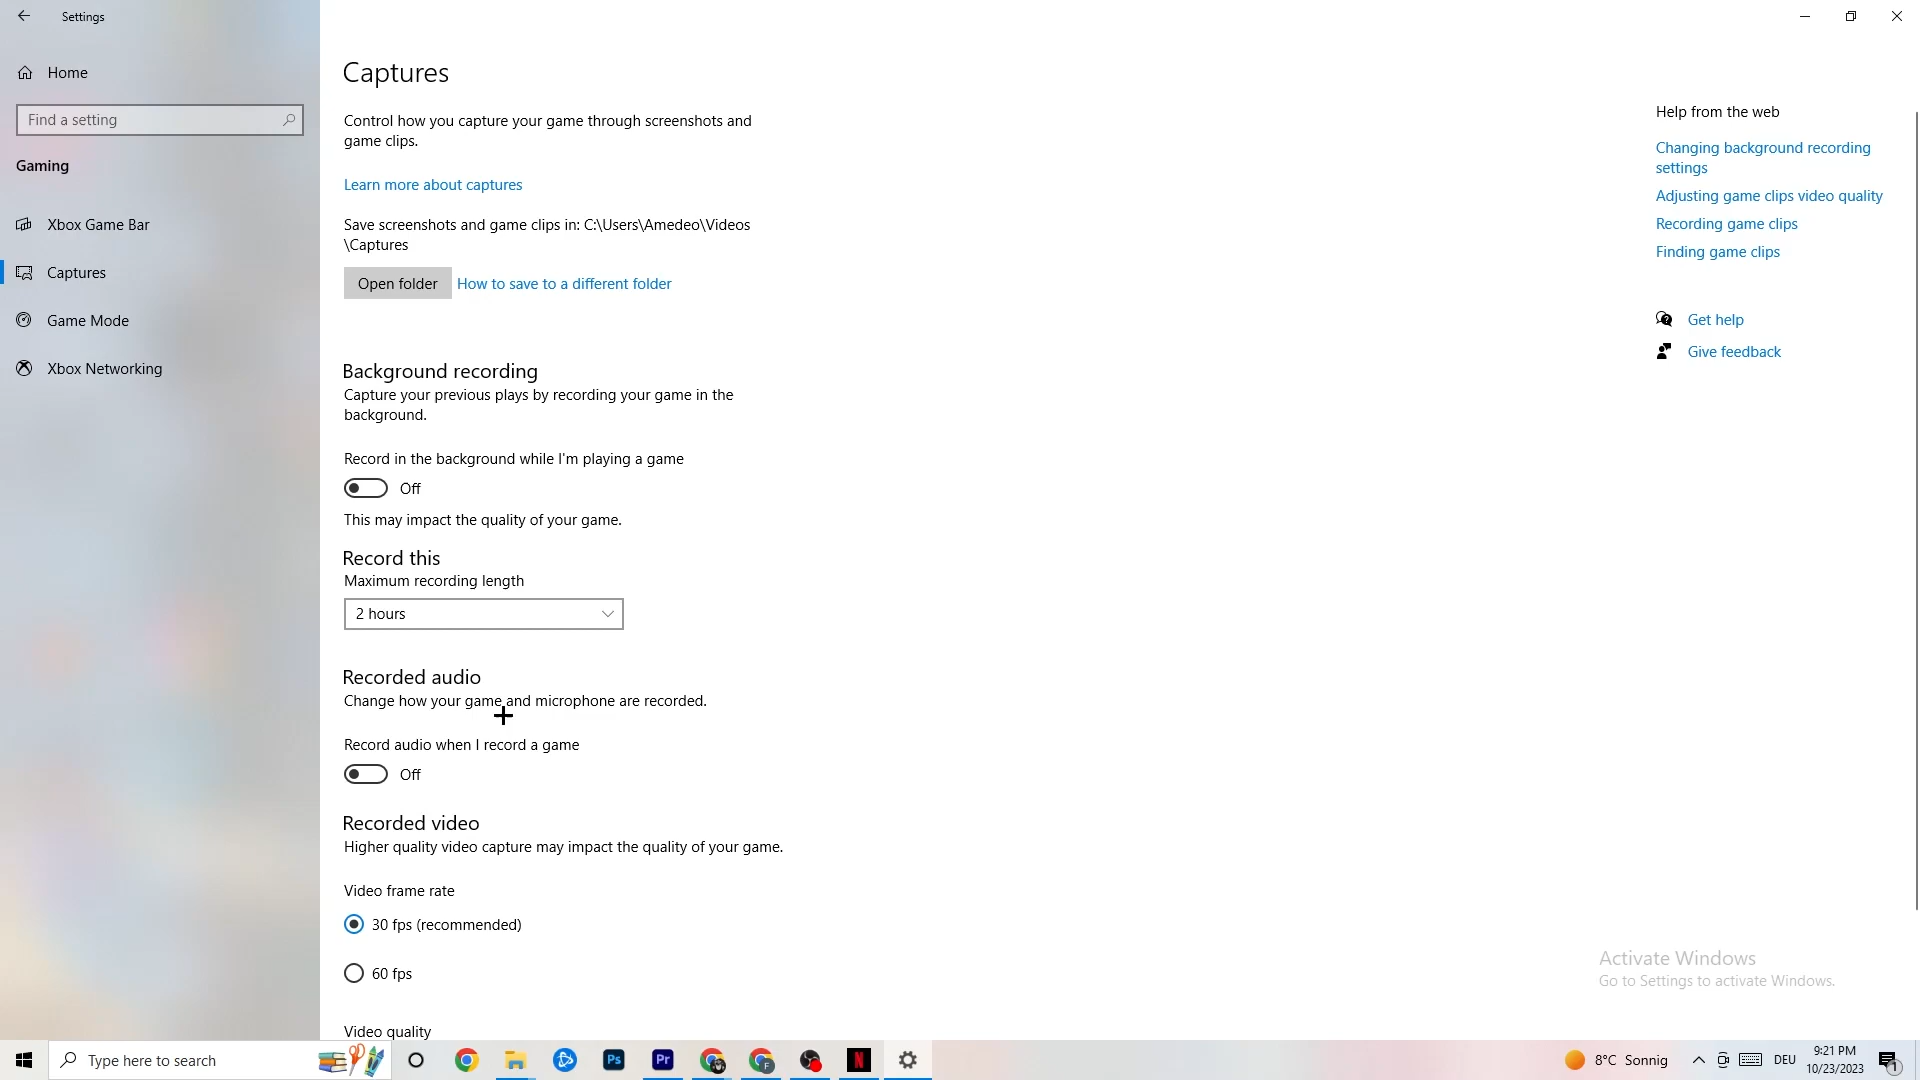 Settings
Home
Find a setting
Gaming
Xbox Game Bar
Captures
Game Mode
Xbox Networking
Captures
Control how you capture your game through screenshots and
game clips.
Learn more about captures
Save screenshots and game clips in: C:\Users\Amedeo\Videos
\Captures
Open folder
How to save to a different folder
Background recording
Capture your previous plays by recording your game in the
background.
Record in the background while I'm playing a game
Off
This may impact the quality of your game.
Record this
Maximum recording length
2 hours
Recorded audio
Change how your game and microphone are recorded.
Record audio when I record a game
Off
Recorded video
Higher quality video capture may impact the quality of your game.
Video frame rate
30 fps (recommended)
60 fps
Video quality
Help from the web
Changing background recording
settings
Adjusting game clips video quality
Recording game clips
Finding game clips
Get help
Give feedback
Activate Windows
Go to Settings to activate Windows.
Type here to search
Ps
Pr
F
N
8°C Sonnig
DEU
9:21 PM
10/23/2023
1